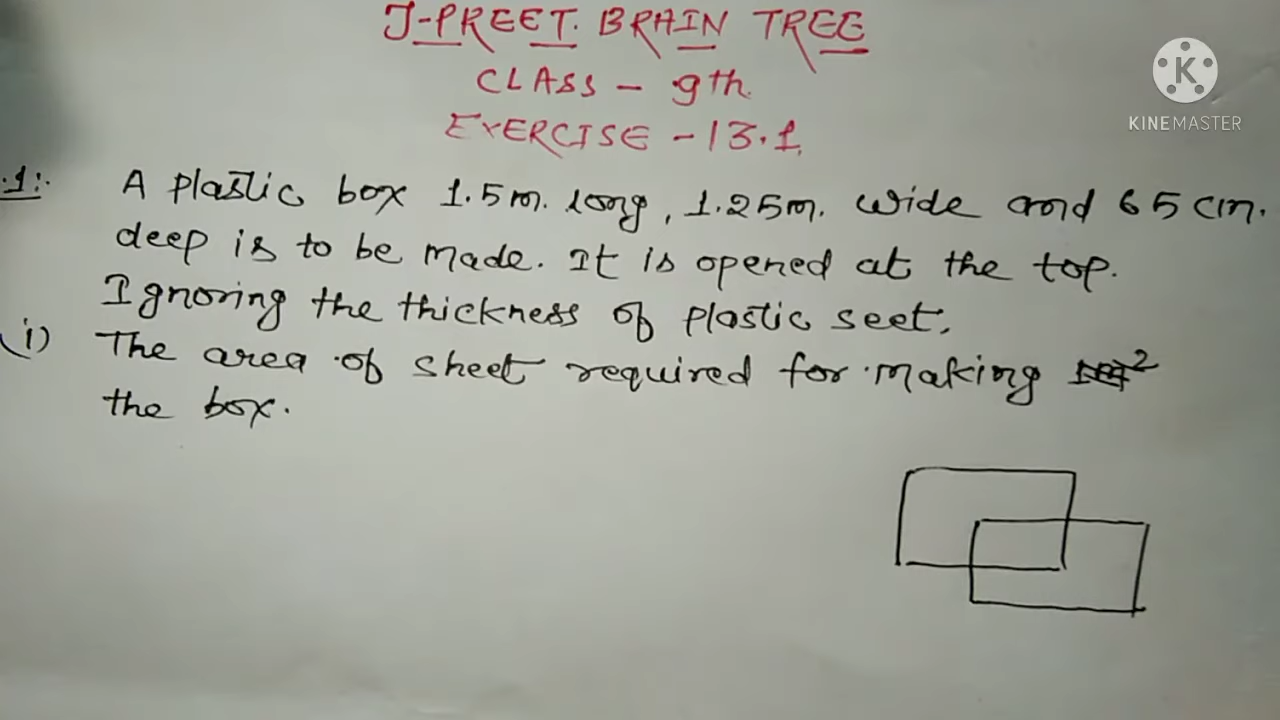 J-PREET. BRAIN TREE
CLASS - 9th
EXERCISE - 13.1.
K
KINEMASTER
.1:. A plastic box 1.5m. long, 1.25m. wide and 65 cm.
deep is to be made. It is opened at the top.
Ignoring the thickness of plastic seet.
(i) The area of sheet required for making
the box.